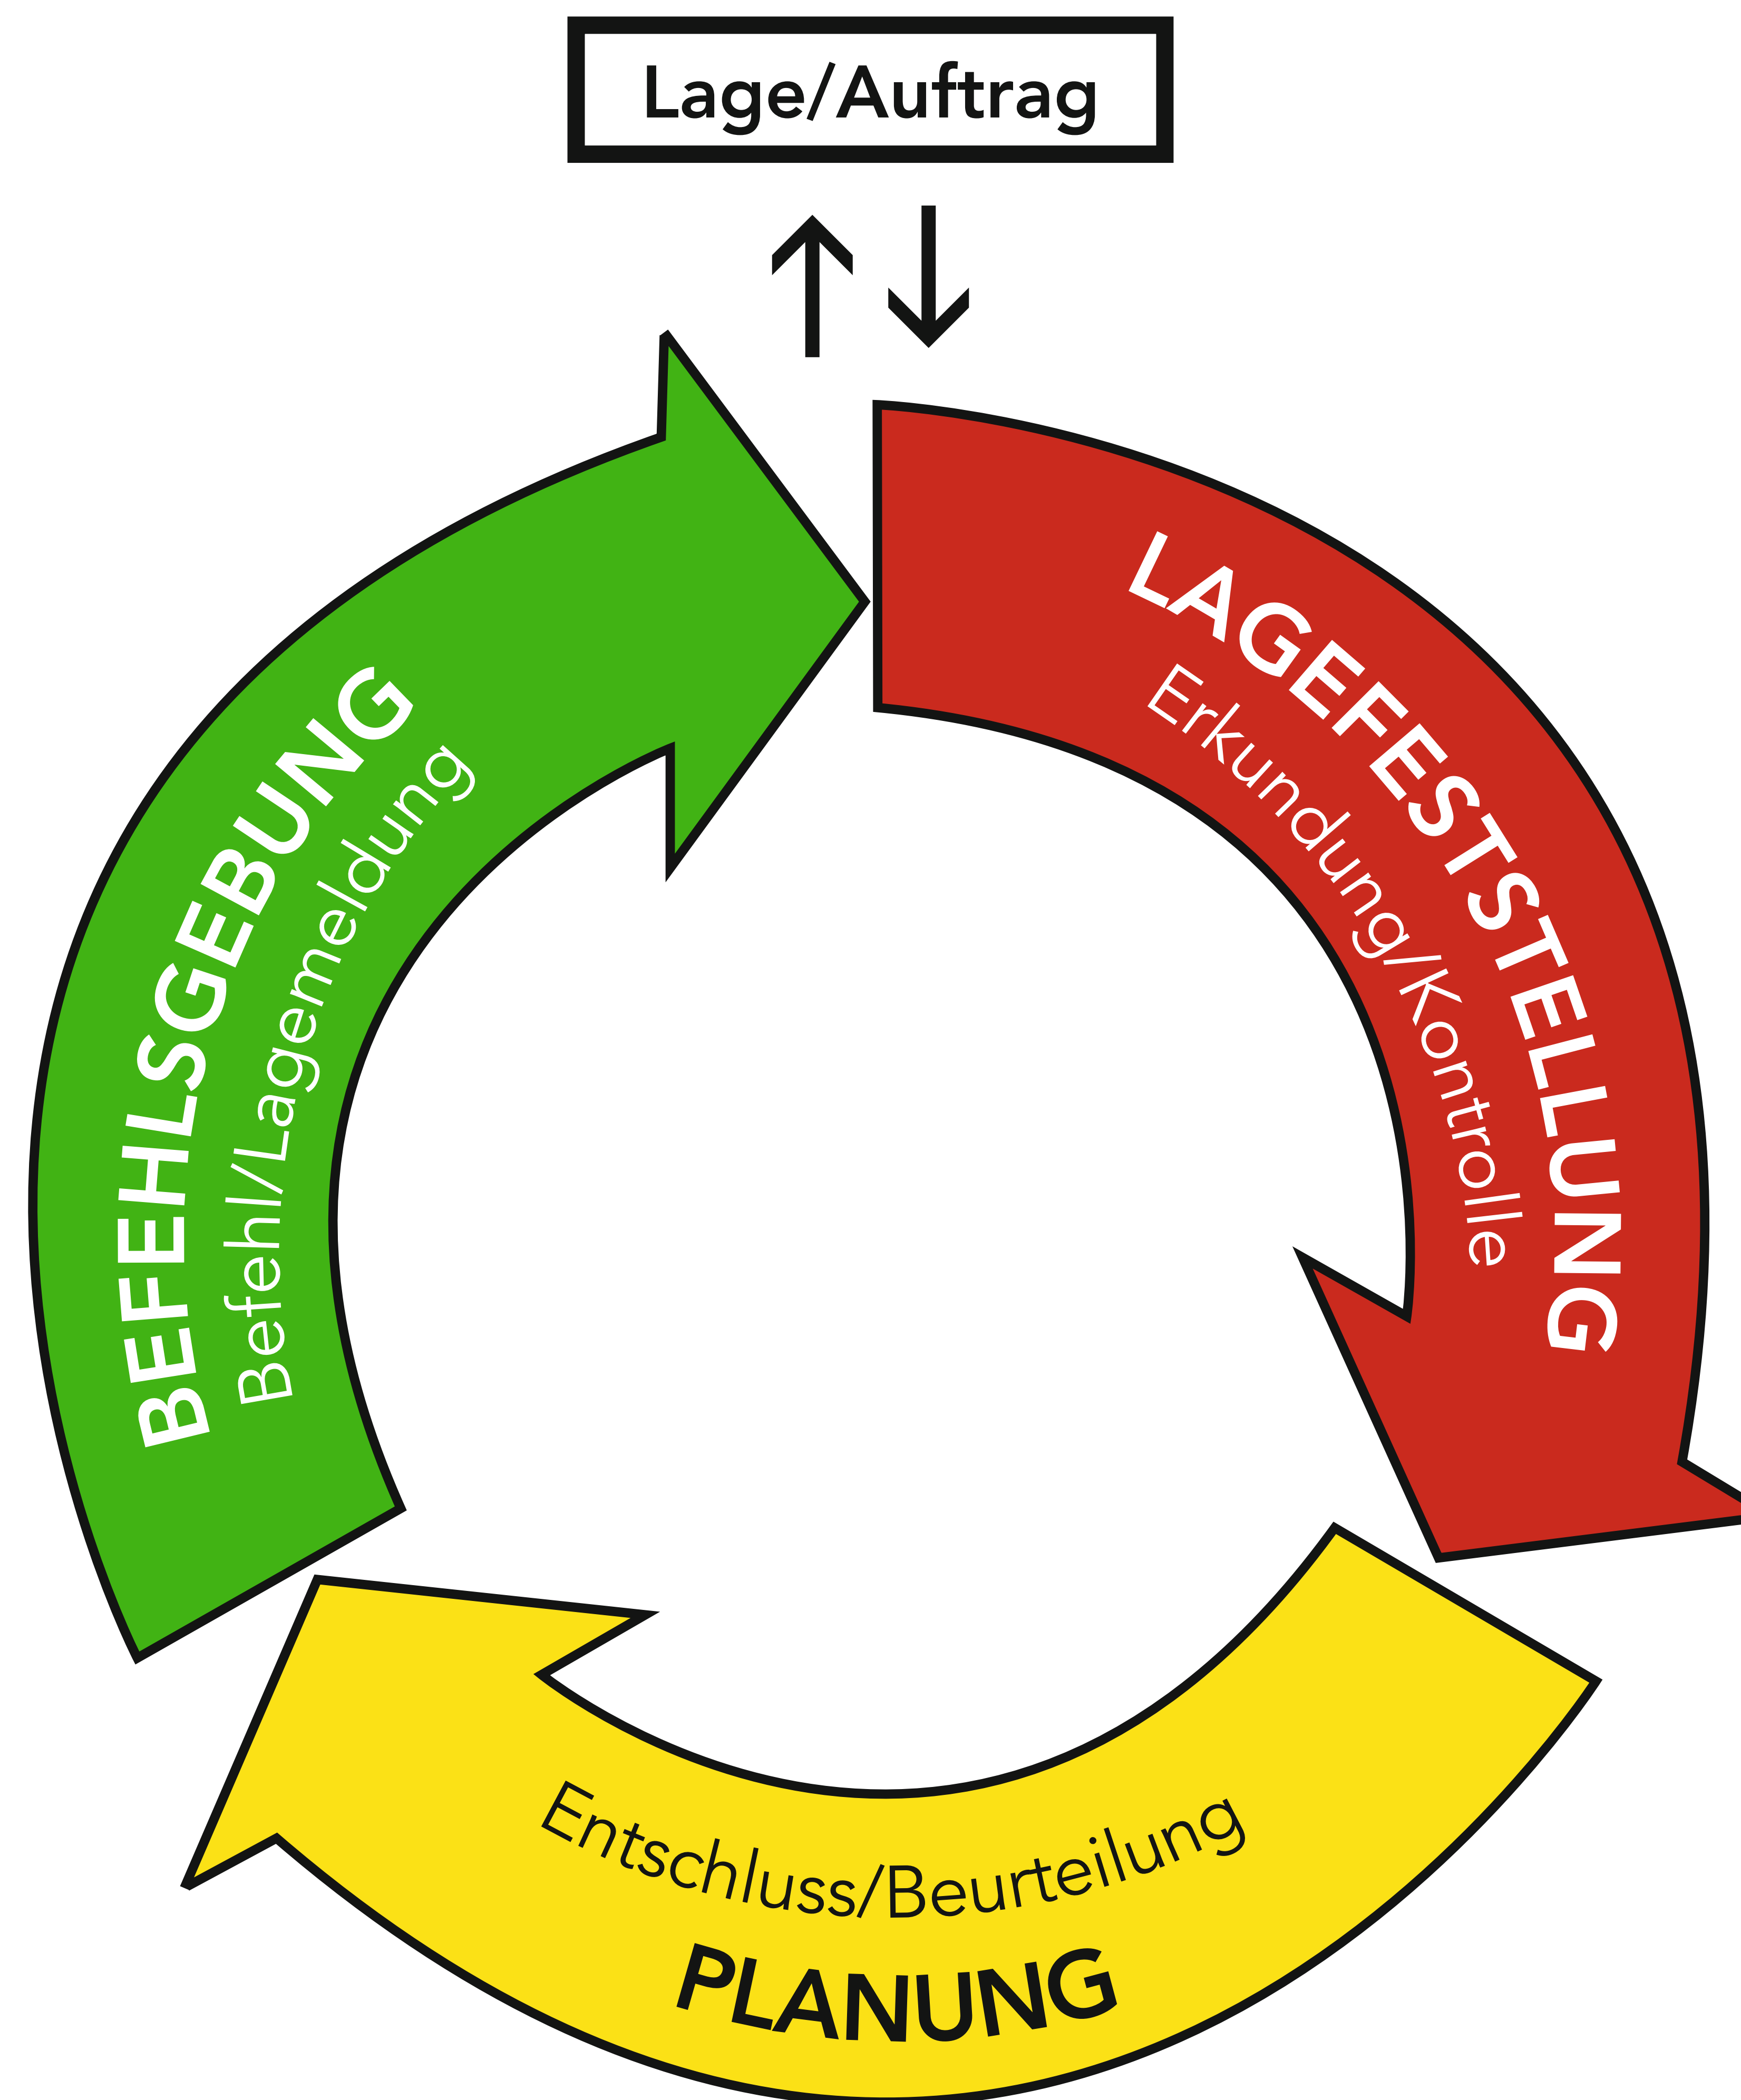 Lage/Auftrag
LAGEFESTSTELLUNG
Erkundung/Kontrolle
Entschluss/Beurteilung
PLANUNG
BEFEHLSGEBUNG
Befehl/Lagemeldung